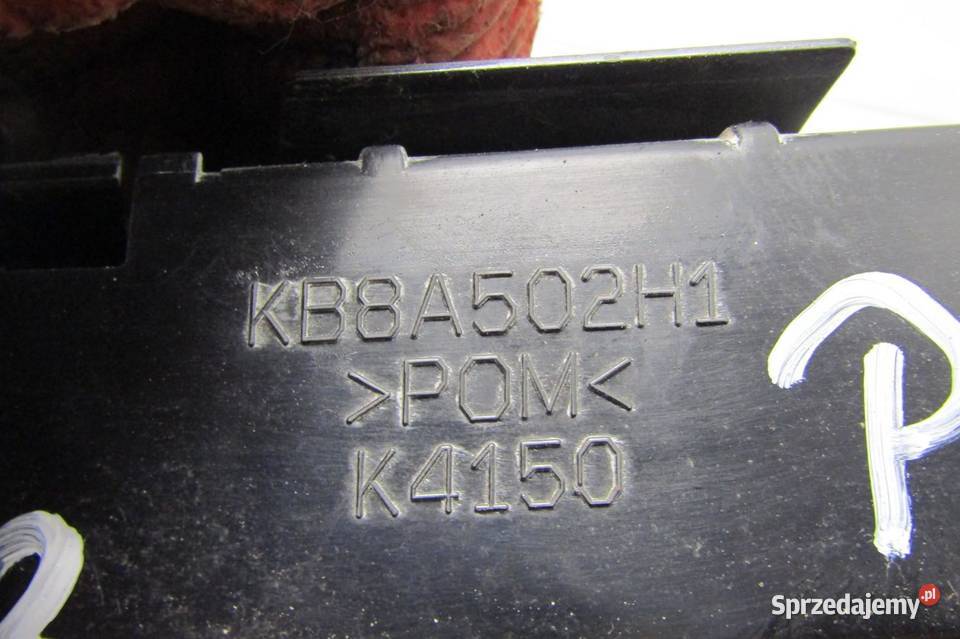 KB8A502H1
>POM<
K4150
P
Sprzedajemy.pl